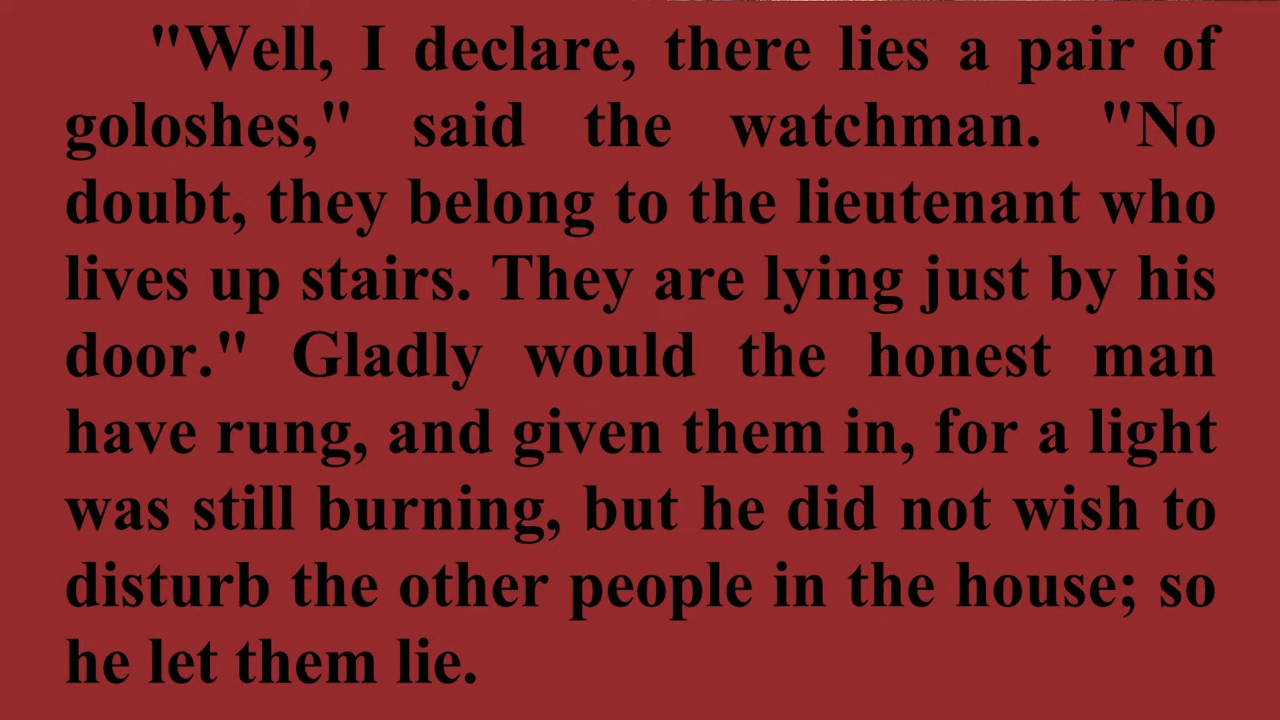 "Well, I declare, there lies a pair of
goloshes," said the watchman. "No
doubt, they belong to the lieutenant who
lives up stairs. They are lying just by his
door." Gladly would the honest man
have rung, and given them in, for a light
was still burning, but he did not wish to
disturb the other people in the house; so
he let them lie.